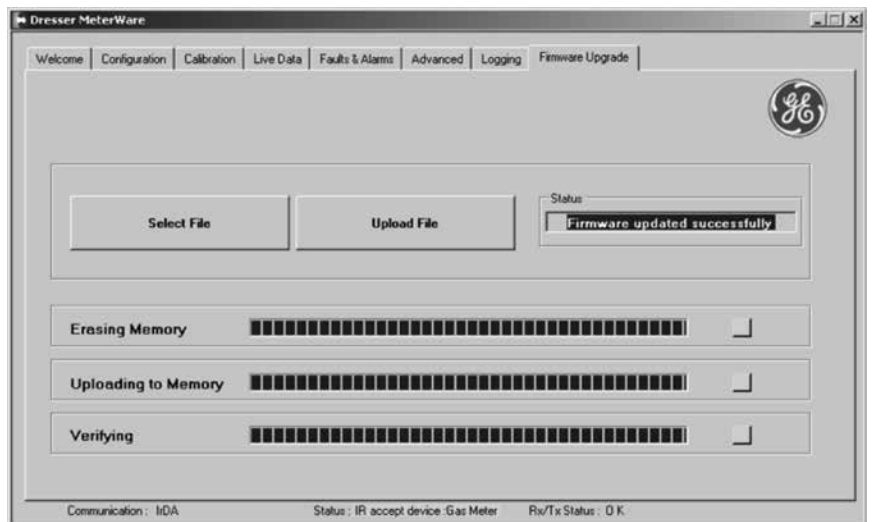 Dresser MeterWare
Welcome Configuration Calibration Live Data Faults & Alarms Advanced Logging Firmware Upgrade
GE
Select File
Upload File
Status
Firmware updated successfully
Erasing Memory
Uploading to Memory
Verifying
Communication : IrDA Status : IR accept device :Gas Meter Rx/Tx Status : O K